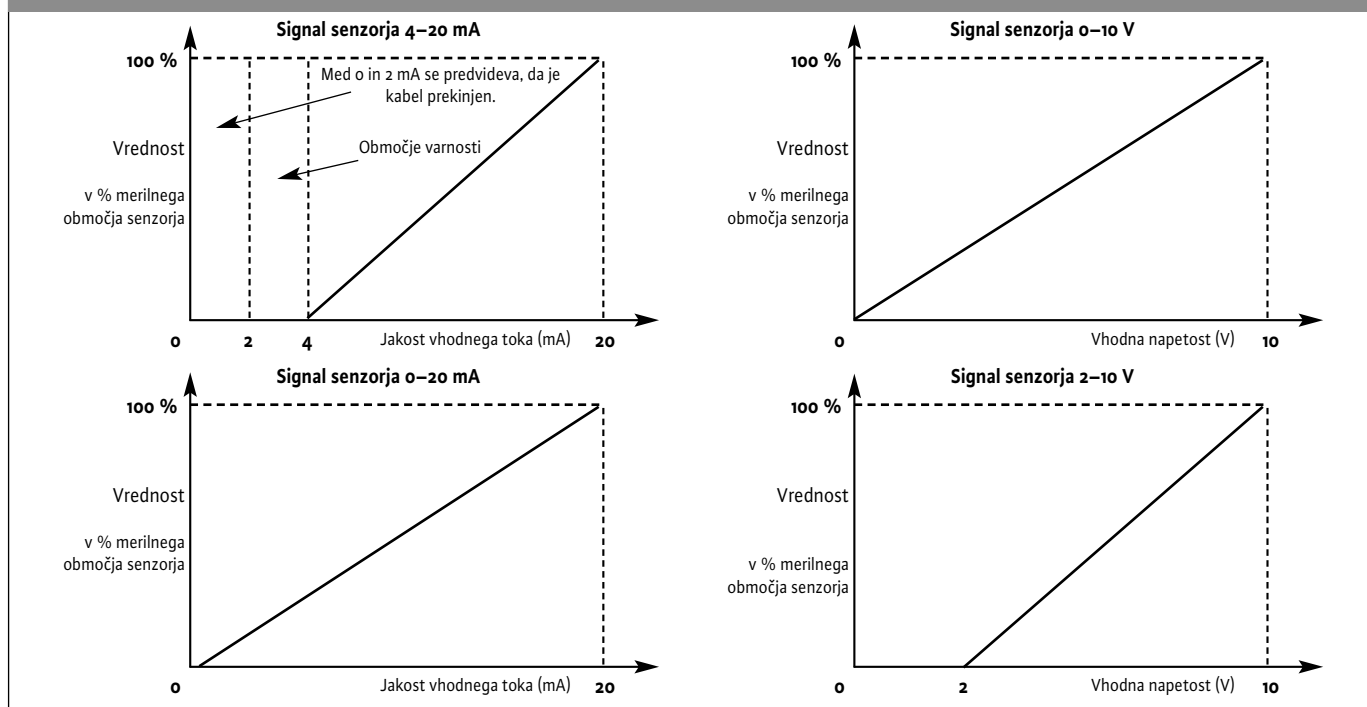 Signal senzorja 4–20 mA
100 %
Med 0 in 2 mA se predvideva, da je
kabel prekinjen.
Vrednost
Območje varnosti
v % merilnega
območja senzorja
0
2
4
Jakost vhodnega toka (mA)
20
Signal senzorja 0–10 V
100 %
Vrednost
v % merilnega
območja senzorja
0
Vhodna napetost (V)
10
Signal senzorja 0–20 mA
100 %
Vrednost
v % merilnega
območja senzorja
0
Jakost vhodnega toka (mA)
20
Signal senzorja 2–10 V
100 %
Vrednost
v % merilnega
območja senzorja
0
2
Vhodna napetost (V)
10